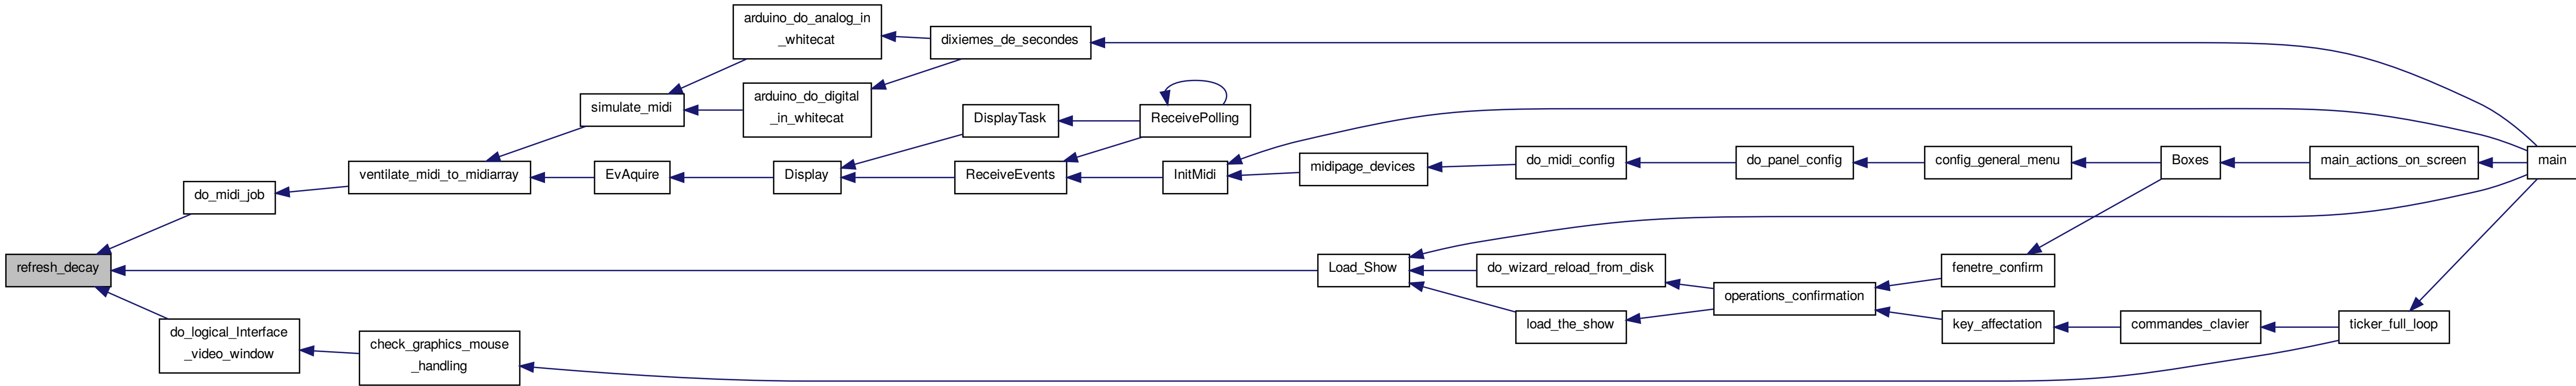 arduino_do_analog_in
_whitecat
dixiemes_de_secondes
arduino_do_digital
_in_whitecat
simulate_midi
DisplayTask
ReceivePolling
ventilate_midi_to_midiarray
EvAquire
Display
ReceiveEvents
InitMidi
midipage_devices
do_midi_config
do_panel_config
config_general_menu
Boxes
main_actions_on_screen
main
do_midi_job
refresh_decay
Load_Show
do_wizard_reload_from_disk
fenetre_confirm
operations_confirmation
load_the_show
key_affectation
commandes_clavier
ticker_full_loop
do_logical_Interface
_video_window
check_graphics_mouse
_handling